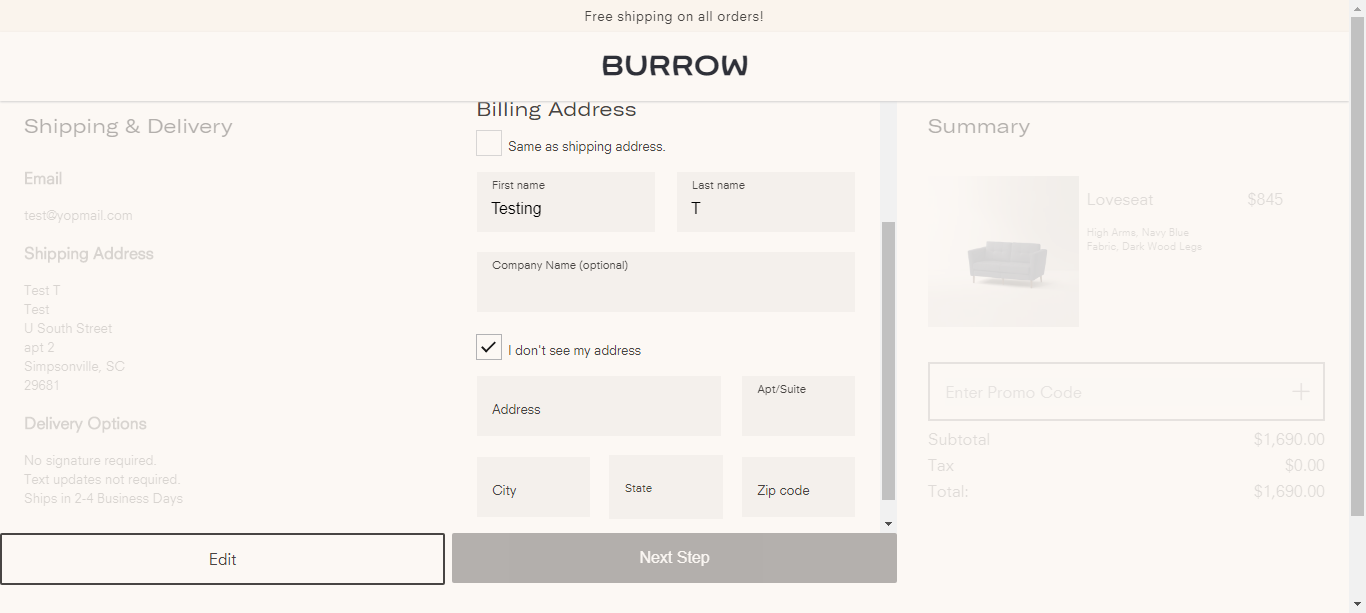 Free shipping on all orders!
BURROW
Shipping & Delivery
Email
test@yopmail.com
Shipping Address
Test T
Test
U South Street
apt 2
Simpsonville, SC
29681
Delivery Options
No signature required.
Text updates not required.
Ships in 2-4 Business Days
Edit
Billing Address
Same as shipping address.
First name
Last name
Testing
T
Company Name (optional)
I don't see my address
Address
Apt/Suite
City
State
Zip code
Next Step
Summary
Loveseat $845
High Arms, Navy Blue
Fabric, Dark Wood Legs
Enter Promo Code
Subtotal $1,690.00
Tax $0.00
Total: $1,690.00